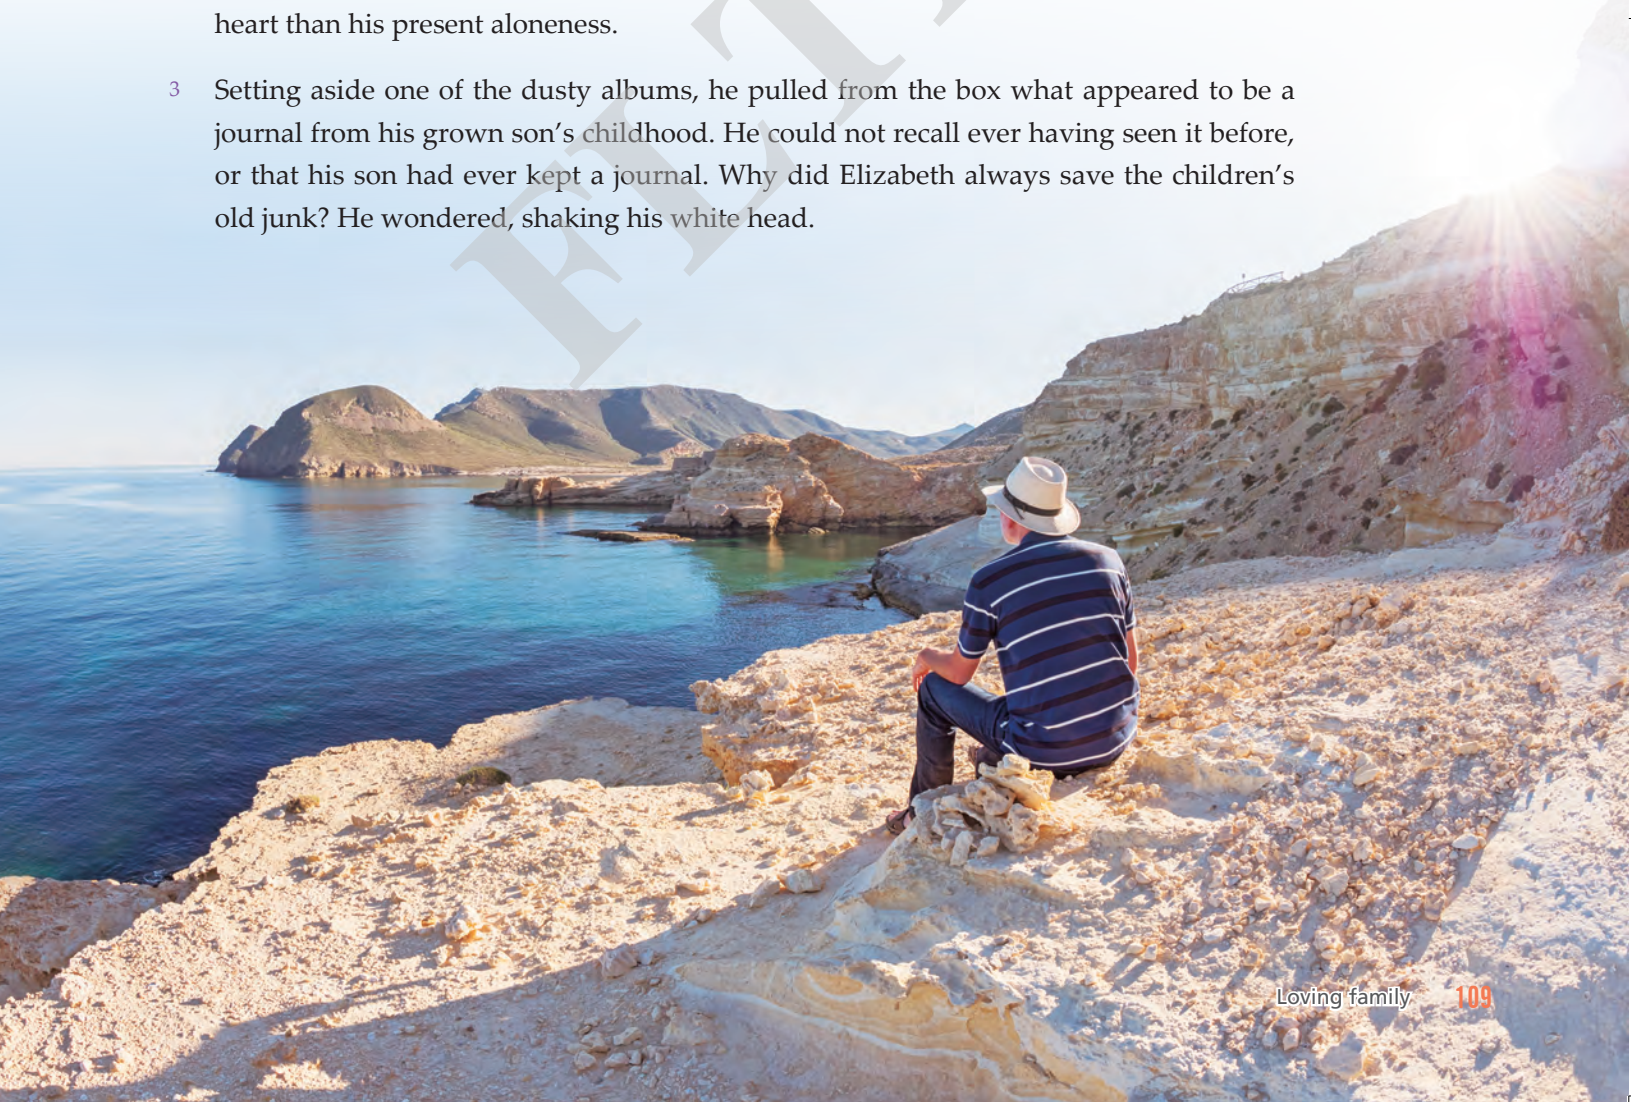 heart than his present aloneness.
3 Setting aside one of the dusty albums, he pulled from the box what appeared to be a
journal from his grown son's childhood. He could not recall ever having seen it before,
or that his son had ever kept a journal. Why did Elizabeth always save the children's
old junk? He wondered, shaking his white head.
FLT
Loving family 109